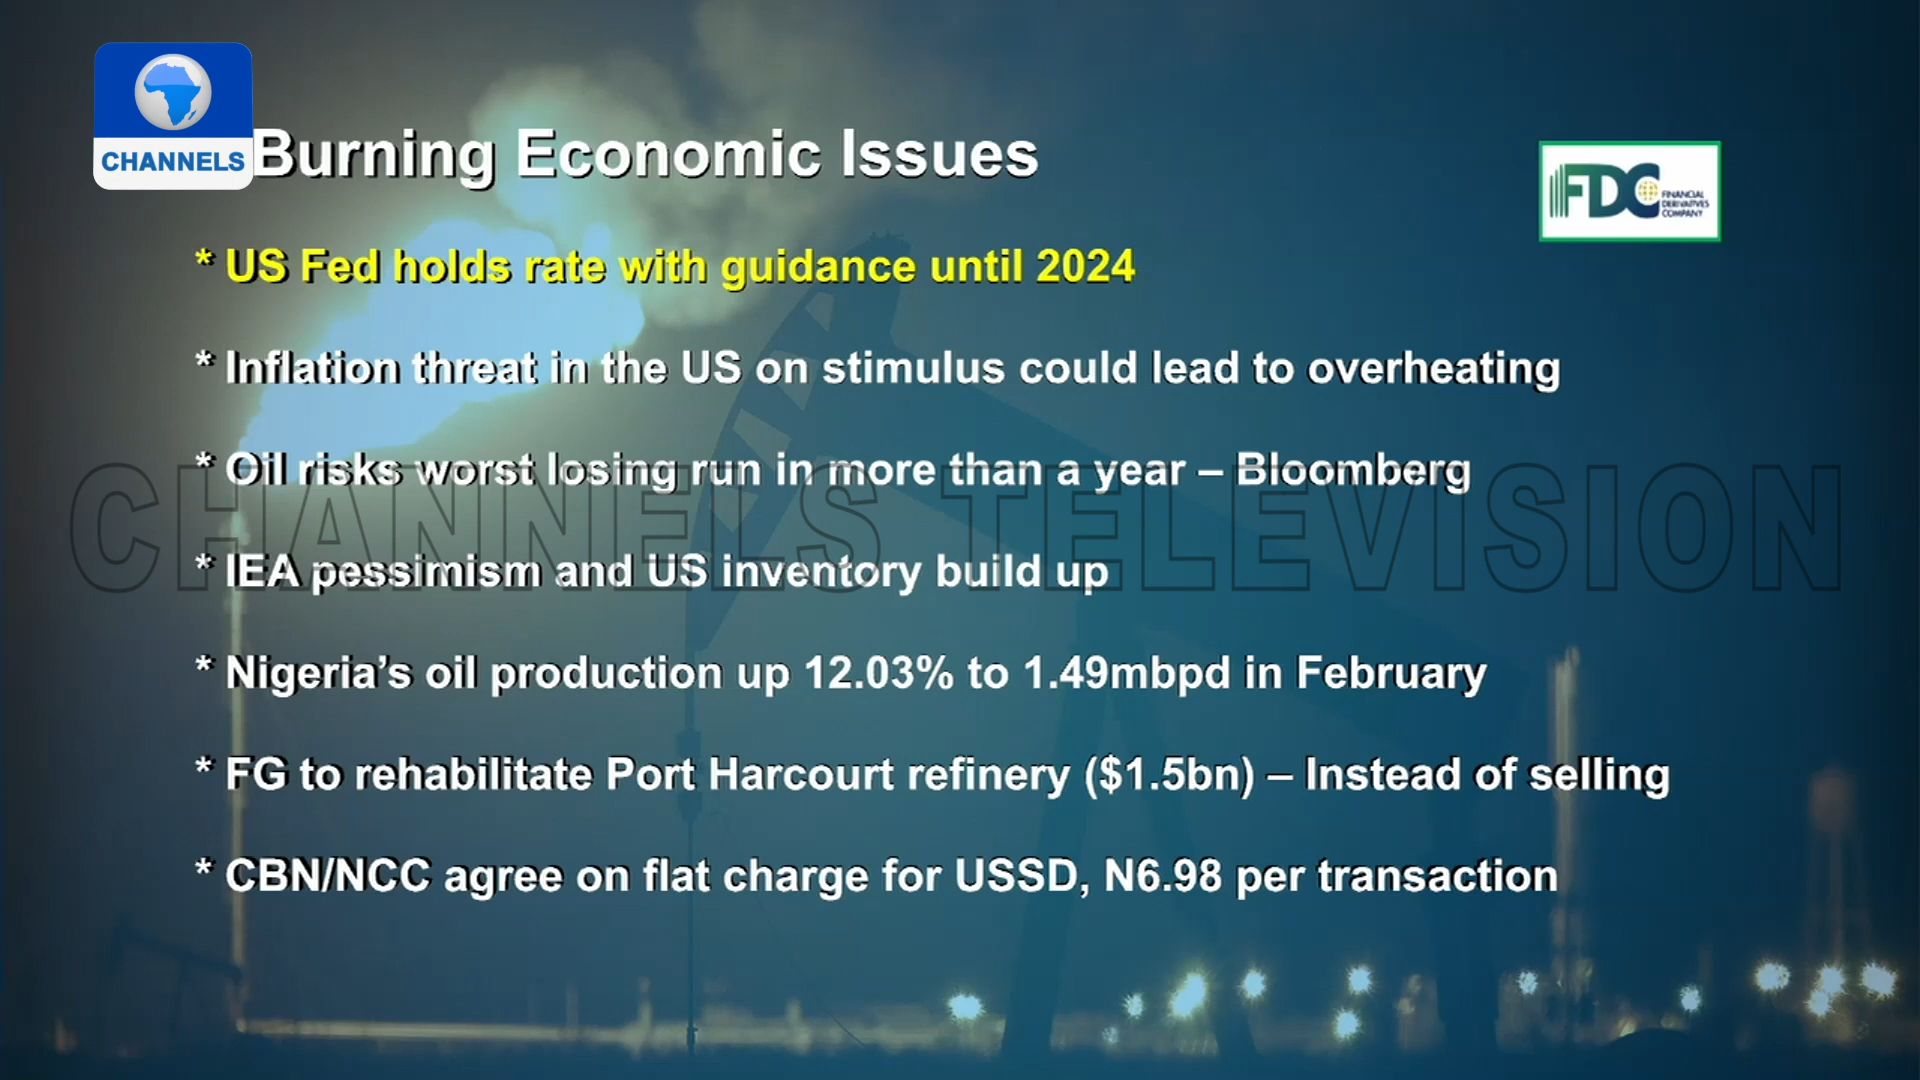 CHANNELS
Burning Economic Issues
FDC
FINANCIAL
DERIVATIVES
COMPANY
* US Fed holds rate with guidance until 2024
* Inflation threat in the US on stimulus could lead to overheating
* Oil risks worst losing run in more than a year – Bloomberg
CHANNELS TELEVISION
* IEA pessimism and US inventory build up
* Nigeria’s oil production up 12.03% to 1.49mbpd in February
* FG to rehabilitate Port Harcourt refinery ($1.5bn) – Instead of selling
* CBN/NCC agree on flat charge for USSD, N6.98 per transaction